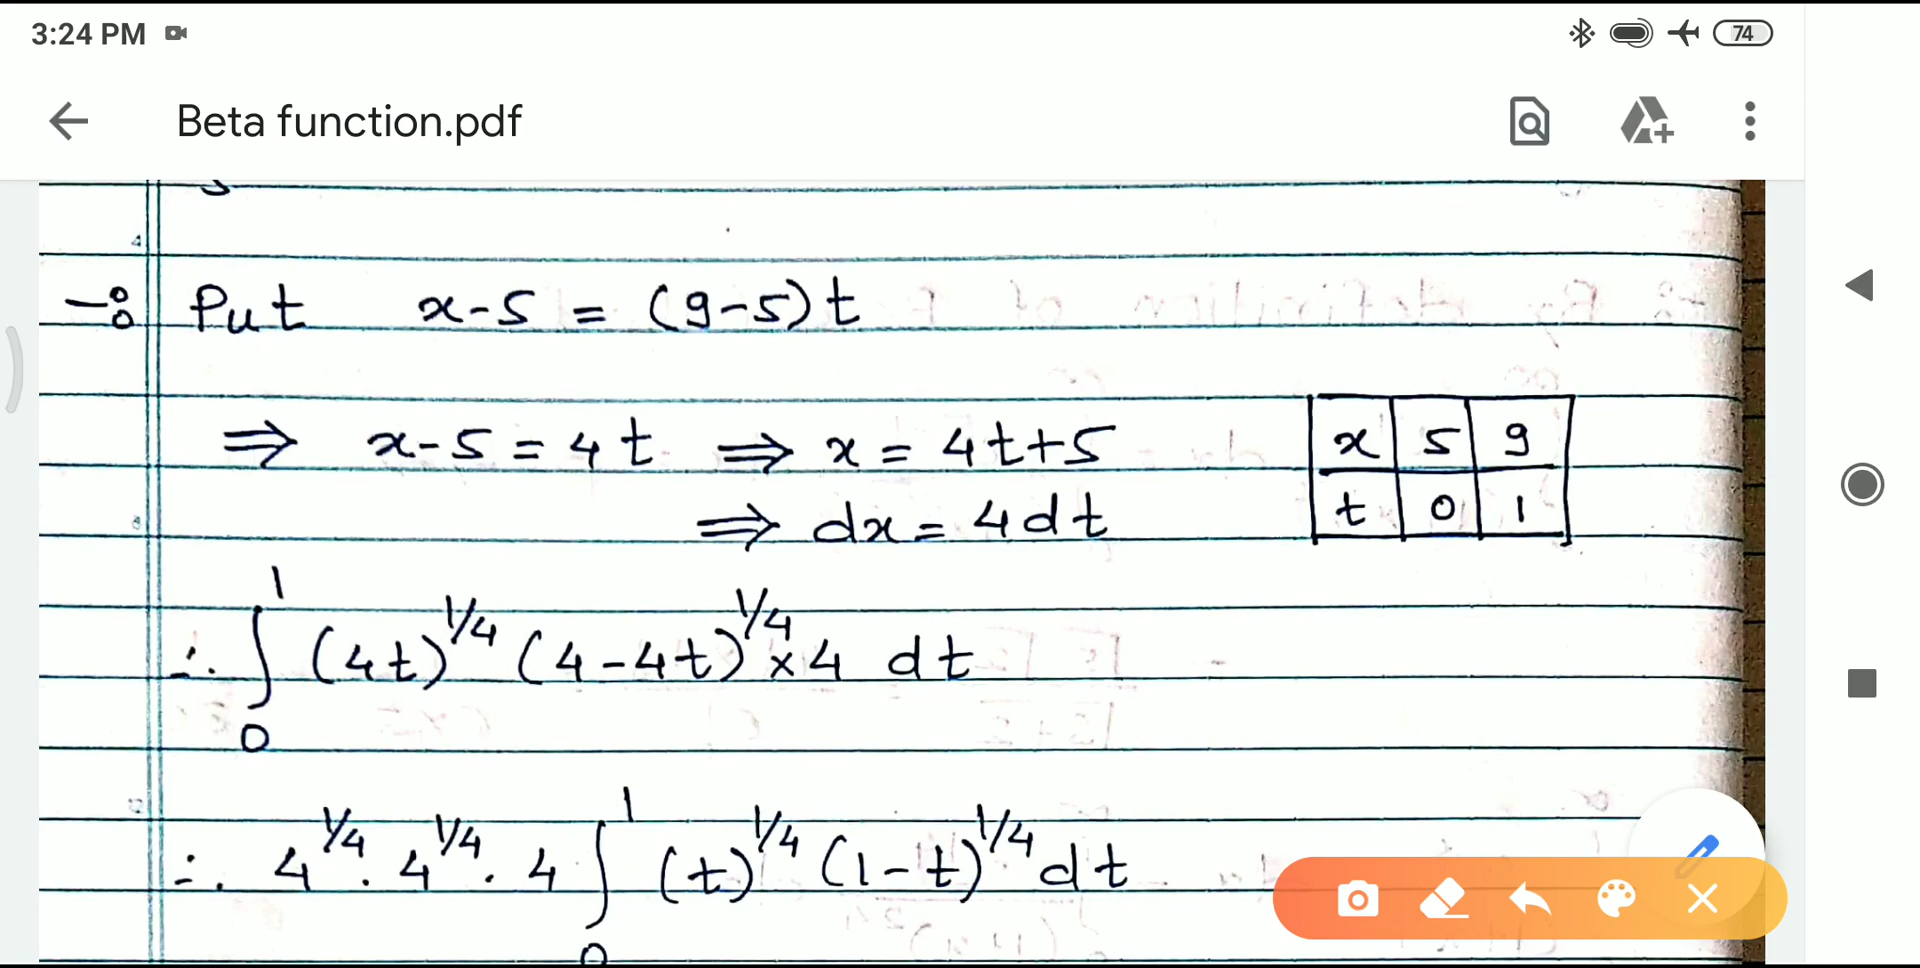 3:24 PM 74
Beta function.pdf
Put x-5 = (9-5)t
⇒ x-5 = 4t ⇒ x = 4t+5
⇒ dx = 4dt
x 5 9
t 0 1
∴ ∫₀¹ (4t)^1/4 (4-4t)^1/4 ×4 dt
∴ 4^1/4 . 4^1/4 . 4 ∫₀¹ (t)^1/4 (1-t)^1/4 dt